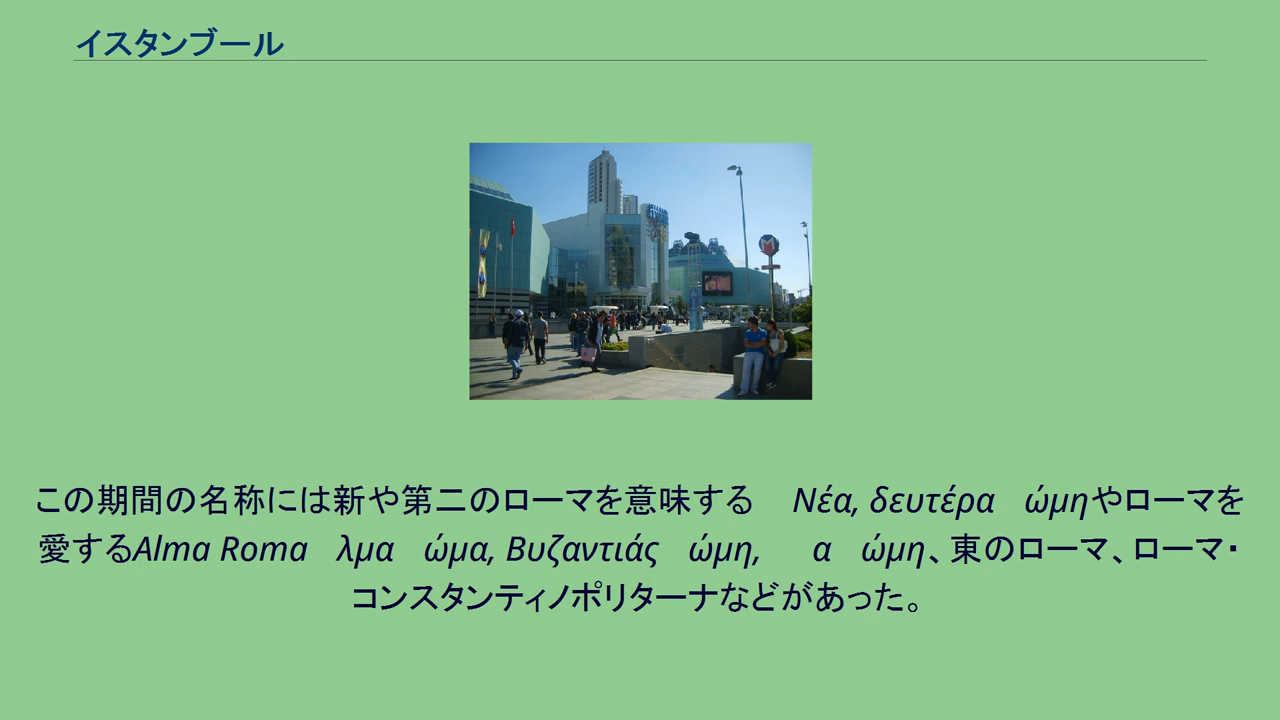 イスタンブール
この期間の名称には新や第二のローマを意味する Νέα, δευτέρα ώμηやローマを
愛するAlma Roma λμα ώμα, Βυζαντιάς ώμη, α ώμη、東のローマ、ローマ・
コンスタンティノポリターナなどがあった。
M